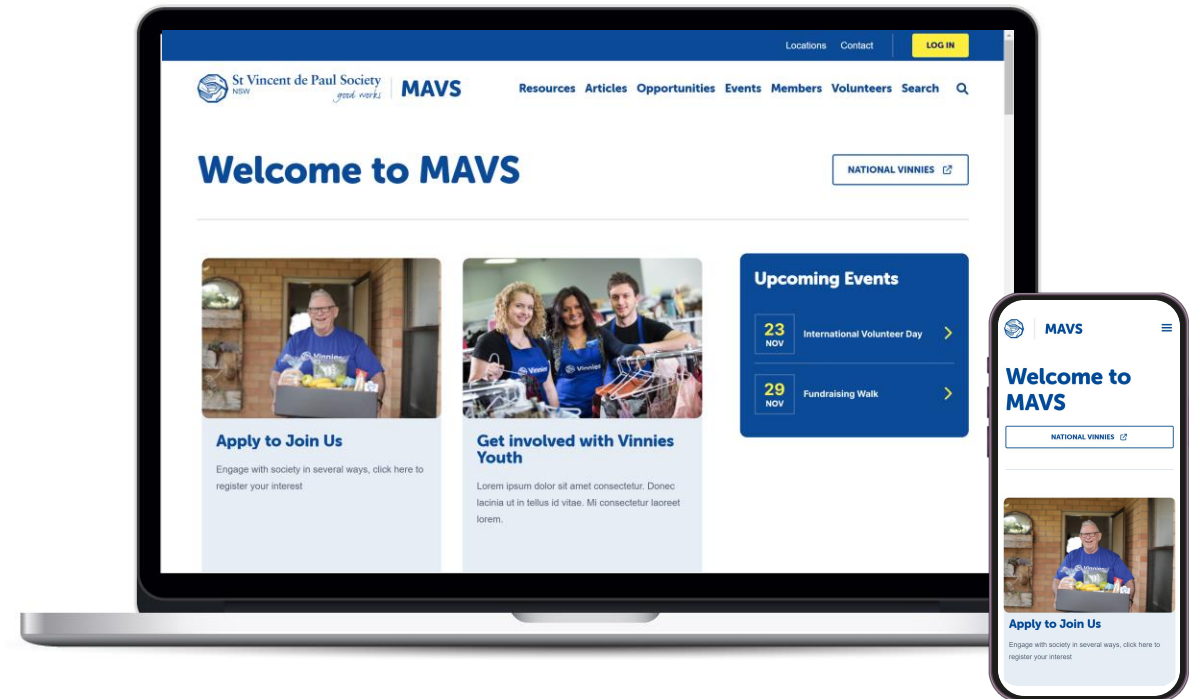 Locations Contact LOG IN
St Vincent de Paul Society
NSW good works
MAVS
Resources Articles Opportunities Events Members Volunteers Search
Welcome to MAVS
NATIONAL VINNIES
Upcoming Events
23
NOV
International Volunteer Day
29
NOV
Fundraising Walk
Vinnies
Vinnies
Vinnies
Apply to Join Us
Engage with society in several ways, click here to
register your interest
Get involved with Vinnies
Youth
Lorem ipsum dolor sit amet consectetur. Donec
lacinia ut in tellus id vitae. Mi consectetur laoreet
lorem.
MAVS
Welcome to
MAVS
NATIONAL VINNIES
Vinnies
Apply to Join Us
Engage with society in several ways, click here to
register your interest